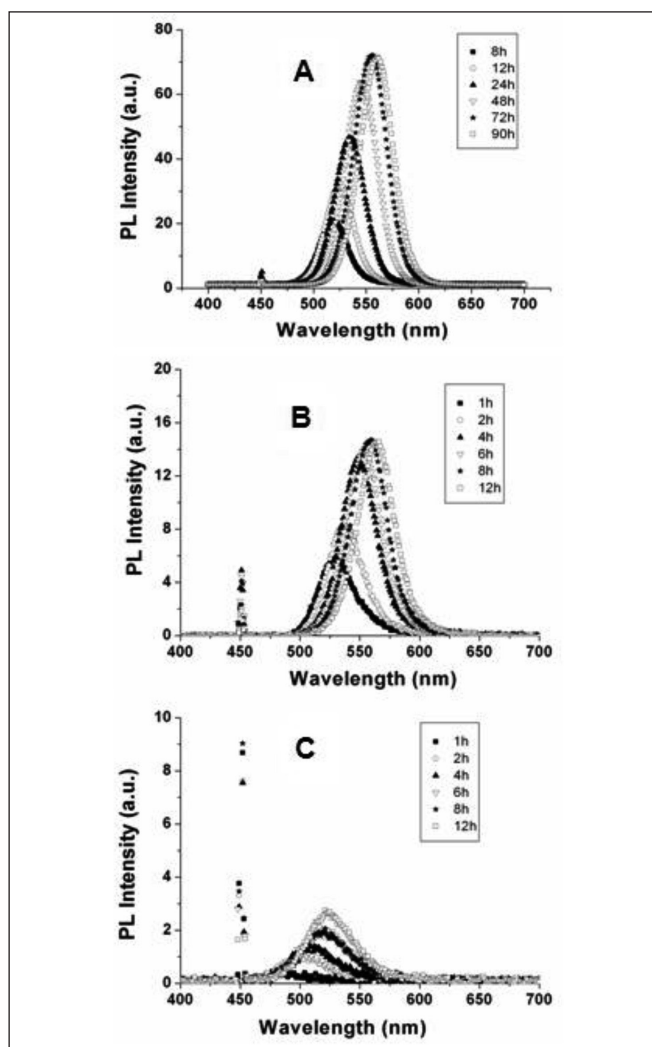 A
8h
12h
24h
48h
72h
90h
80
60
40
20
0
PL Intensity (a.u.)
400 450 500 550 600 650 700
Wavelength (nm)
B
1h
2h
4h
6h
8h
12h
20
16
12
8
4
0
PL Intensity (a.u.)
400 450 500 550 600 650 700
Wavelength (nm)
C
1h
2h
4h
6h
8h
12h
10
8
6
4
2
0
PL Intensity (a.u.)
400 450 500 550 600 650 700
Wavelength (nm)